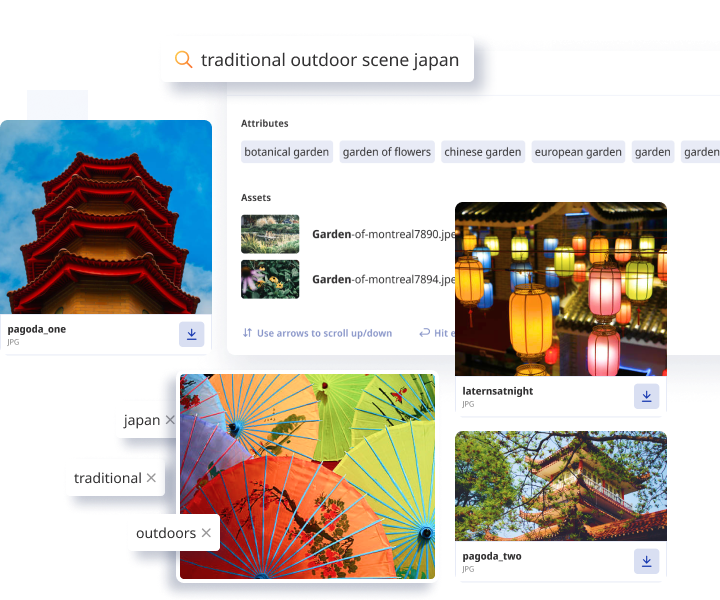 traditional outdoor scene japan
Attributes
botanical garden garden of flowers chinese garden european garden garden garden
Assets
Garden-of-montreal7890.jpe
Garden-of-montreal7894.jpe
Use arrows to scroll up/down Hit e
pagoda_one
JPG
laternsatnight
JPG
japan ×
traditional ×
outdoors ×
pagoda_two
JPG